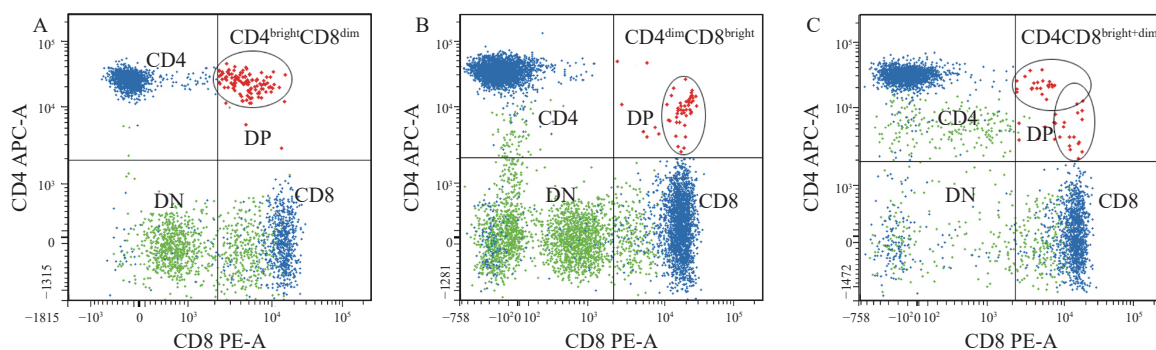 A
CD4
CD4brightCD8dim
DP
DN
CD8
CD4 APC-A
10⁵
10⁴
10³
0
−1315
−1815
−10³
0
10³
10⁴
10⁵
CD8 PE-A
B
CD4dimCD8bright
CD4
DP
DN
CD8
CD4 APC-A
10⁵
10⁴
10³
0
−1281
−758
−10²
0
10²
10³
10⁴
10⁵
CD8 PE-A
C
CD4CD8bright+dim
CD4
DP
DN
CD8
CD4 APC-A
10⁵
10⁴
10³
0
−1472
−758
−10²
0
10²
10³
10⁴
10⁵
CD8 PE-A